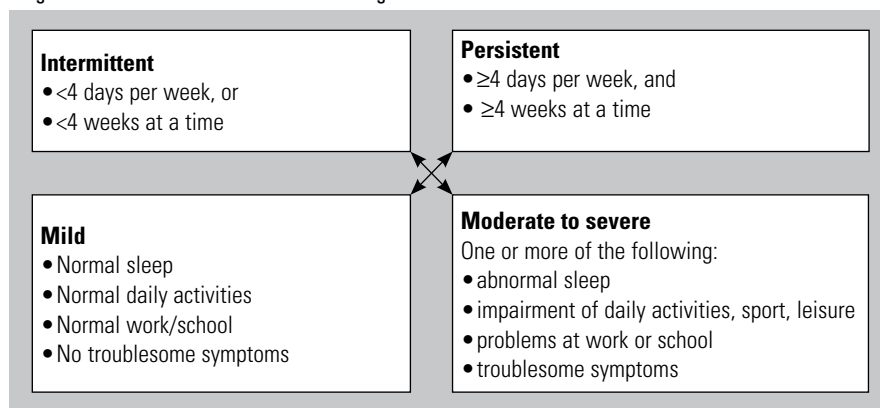 Intermittent
• <4 days per week, or
• <4 weeks at a time
Persistent
• ≥4 days per week, and
• ≥4 weeks at a time
Mild
• Normal sleep
• Normal daily activities
• Normal work/school
• No troublesome symptoms
Moderate to severe
One or more of the following:
• abnormal sleep
• impairment of daily activities, sport, leisure
• problems at work or school
• troublesome symptoms